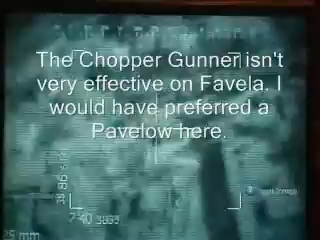 The Chopper Gunner isn't
very effective on Favela. I
would have preferred a
Pavelow here.